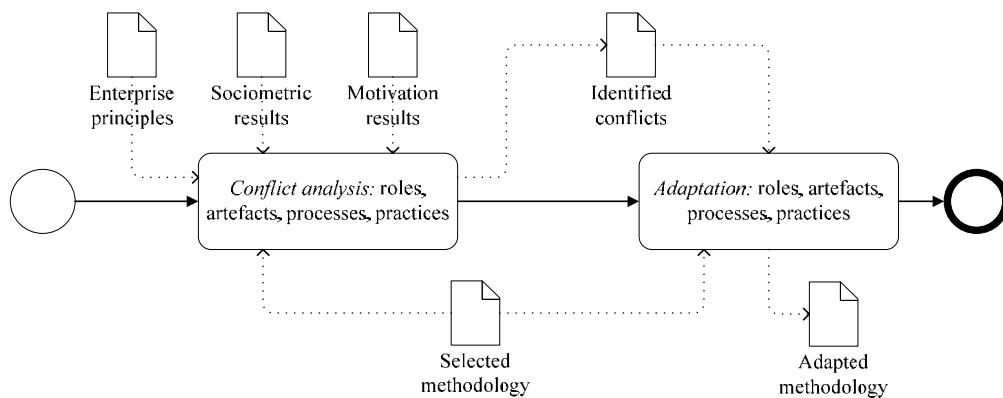 Enterprise
principles
Sociometric
results
Motivation
results
Identified
conflicts
Conflict analysis: roles,
artefacts, processes, practices
Adaptation: roles, artefacts,
processes, practices
Selected
methodology
Adapted
methodology